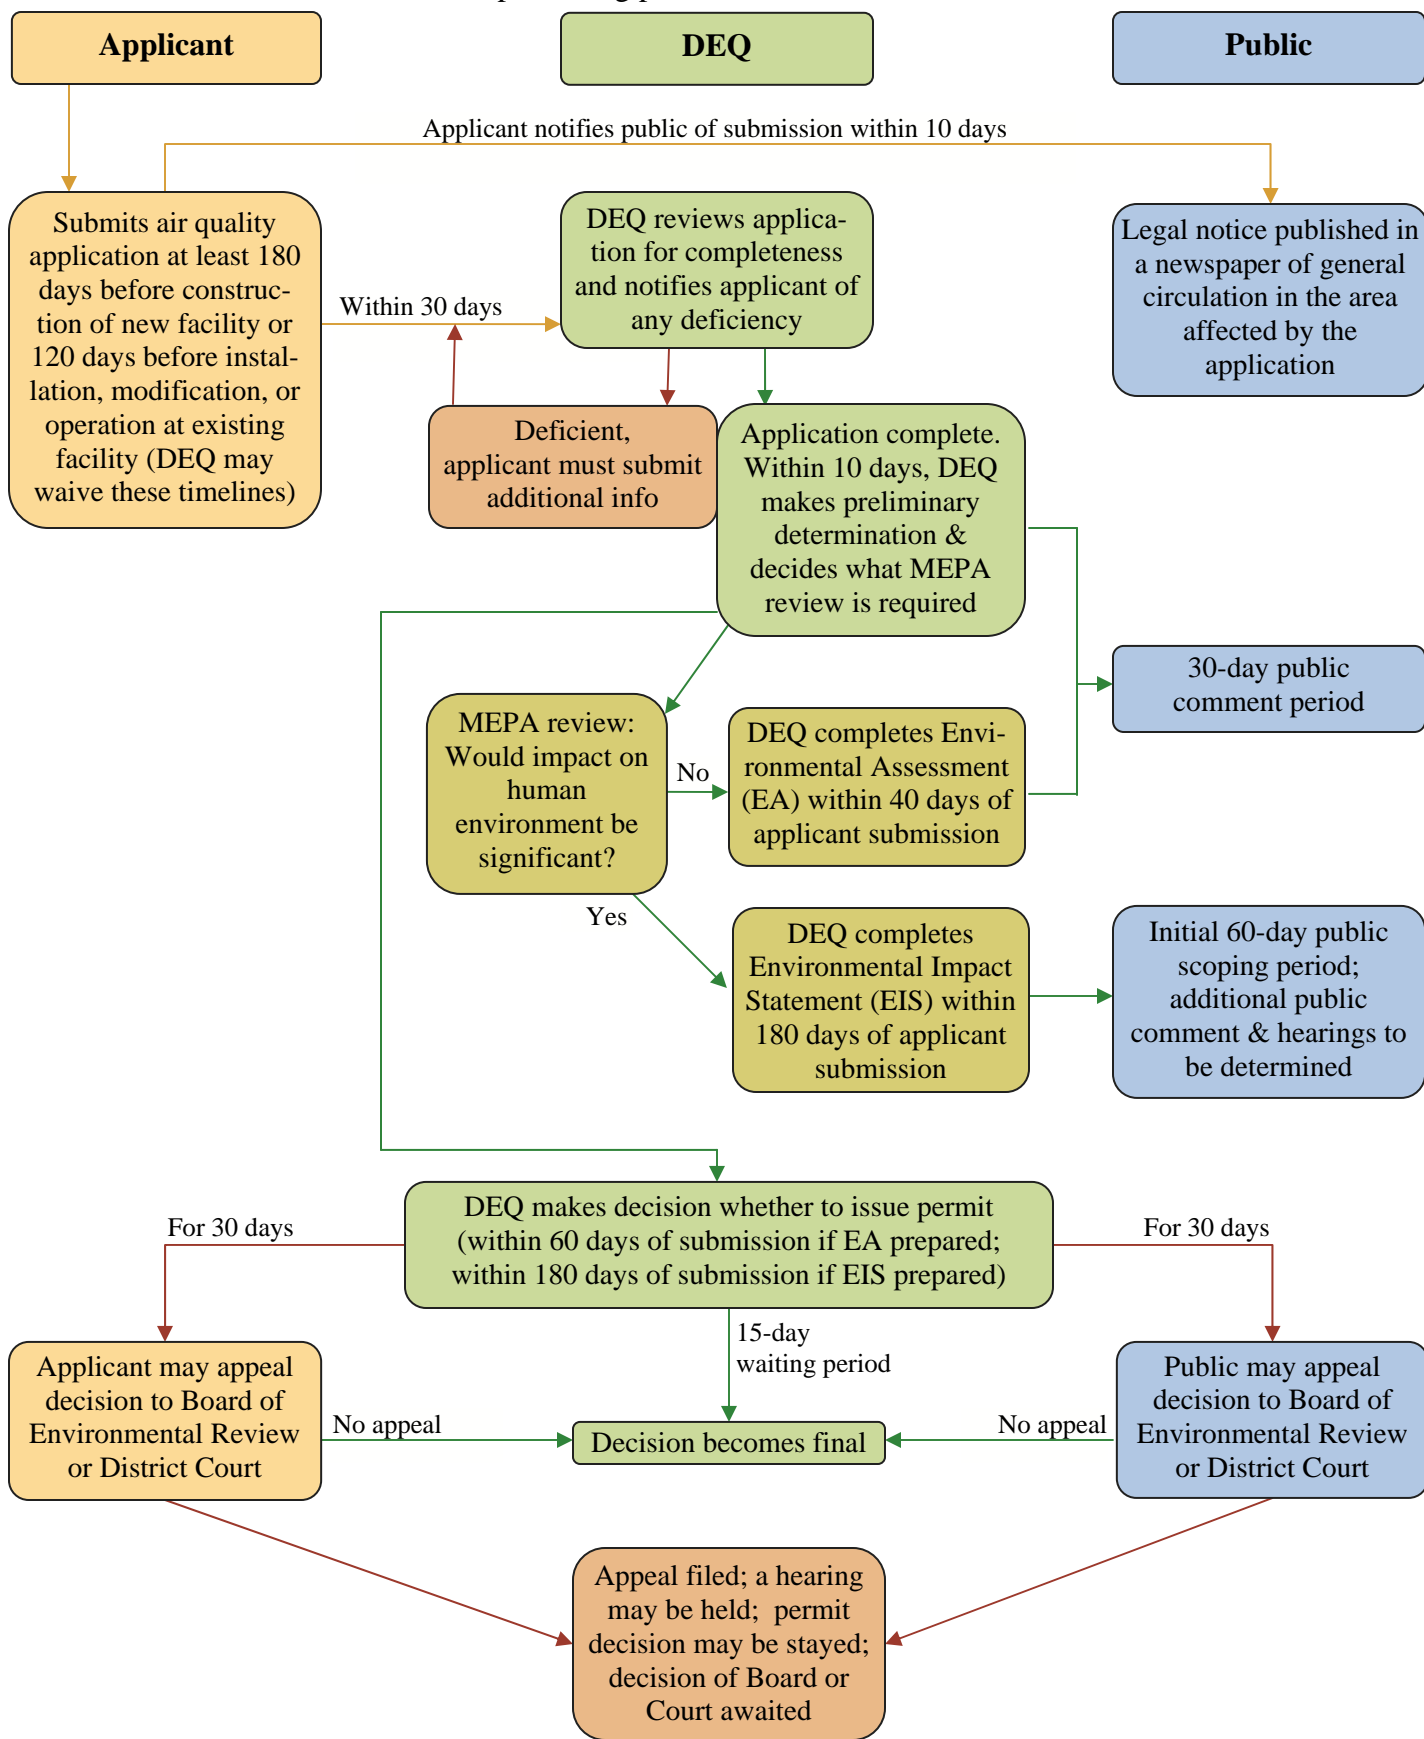 Applicant
DEQ
Public
Applicant notifies public of submission within 10 days
Submits air quality
application at least 180
days before construc-
tion of new facility or
120 days before instal-
lation, modification, or
operation at existing
facility (DEQ may
waive these timelines)
Within 30 days
DEQ reviews applica-
tion for completeness
and notifies applicant of
any deficiency
Legal notice published in
a newspaper of general
circulation in the area
affected by the
application
Deficient,
applicant must submit
additional info
Application complete.
Within 10 days, DEQ
makes preliminary
determination &
decides what MEPA
review is required
30-day public
comment period
MEPA review:
Would impact on
human
environment be
significant?
No
DEQ completes Envi-
ronmental Assessment
(EA) within 40 days of
applicant submission
Yes
DEQ completes
Environmental Impact
Statement (EIS) within
180 days of applicant
submission
Initial 60-day public
scoping period;
additional public
comment & hearings to
be determined
DEQ makes decision whether to issue permit
(within 60 days of submission if EA prepared;
within 180 days of submission if EIS prepared)
For 30 days
For 30 days
15-day
waiting period
Applicant may appeal
decision to Board of
Environmental Review
or District Court
No appeal
Decision becomes final
No appeal
Public may appeal
decision to Board of
Environmental Review
or District Court
Appeal filed; a hearing
may be held;  permit
decision may be stayed;
decision of Board or
Court awaited